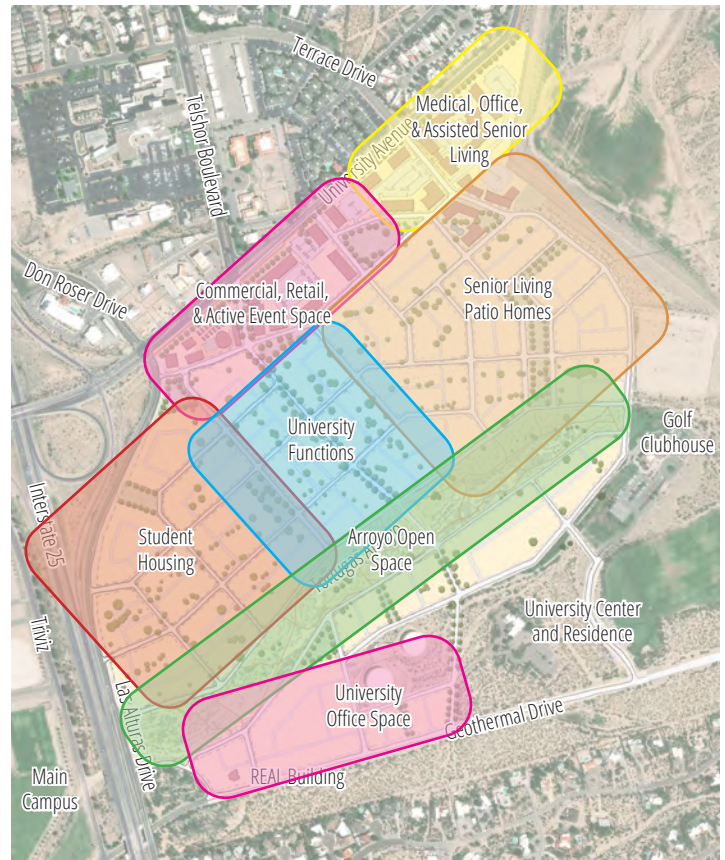 Terrace Drive
Telshor Boulevard
Medical, Office,
& Assisted Senior
Living
University Avenue
Don Roser Drive
Commercial, Retail,
& Active Event Space
Senior Living
Patio Homes
University
Functions
Golf
Clubhouse
Interstate 25
Student
Housing
Arroyo Open
Space
Tortugas Arroyo
University Center
and Residence
Triviz
Las Alturas Drive
University
Office Space
Geothermal Drive
REAL Building
Main
Campus